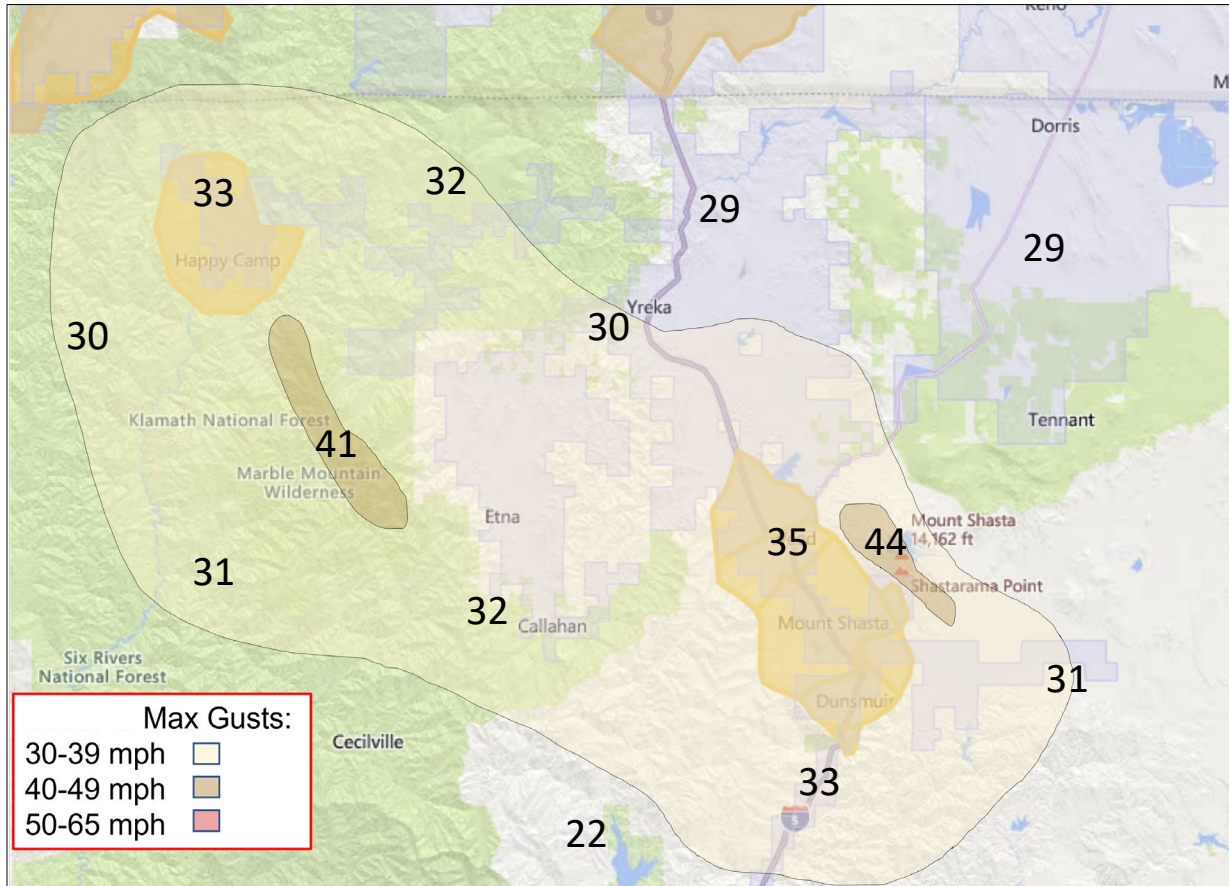 5
Reno
Dorris
33
32
29
Happy Camp
29
Yreka
30
30
Klamath National Forest
Tennant
41
Marble Mountain
Wilderness
Etna
35
44
Mount Shasta
14,162 ft
31
Shastarama Point
32
Callahan
Mount Shasta
Six Rivers
National Forest
31
Dunsmuir
Max Gusts:
30-39 mph
40-49 mph
50-65 mph
Cecilville
33
5
22